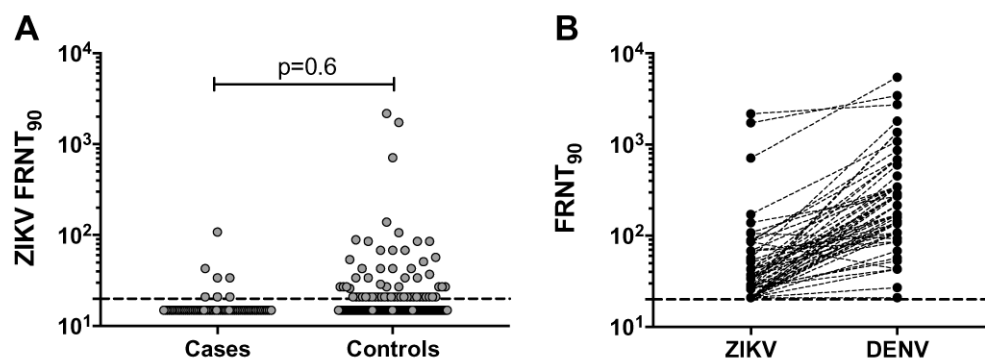 A
ZIKV FRNT90
10^4
10^3
10^2
10^1
p=0.6
Cases Controls
B
FRNT90
10^4
10^3
10^2
10^1
ZIKV DENV